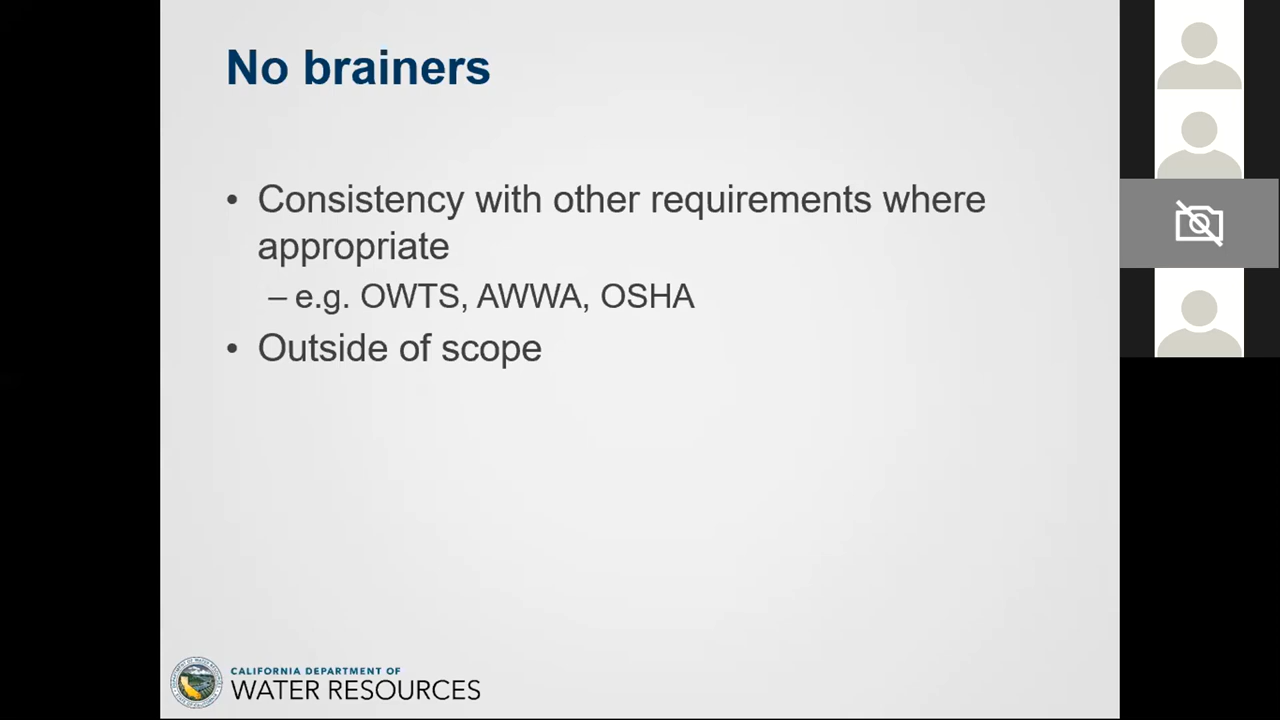 No brainers
• Consistency with other requirements where
appropriate
– e.g. OWTS, AWWA, OSHA
• Outside of scope
CALIFORNIA DEPARTMENT OF
WATER RESOURCES